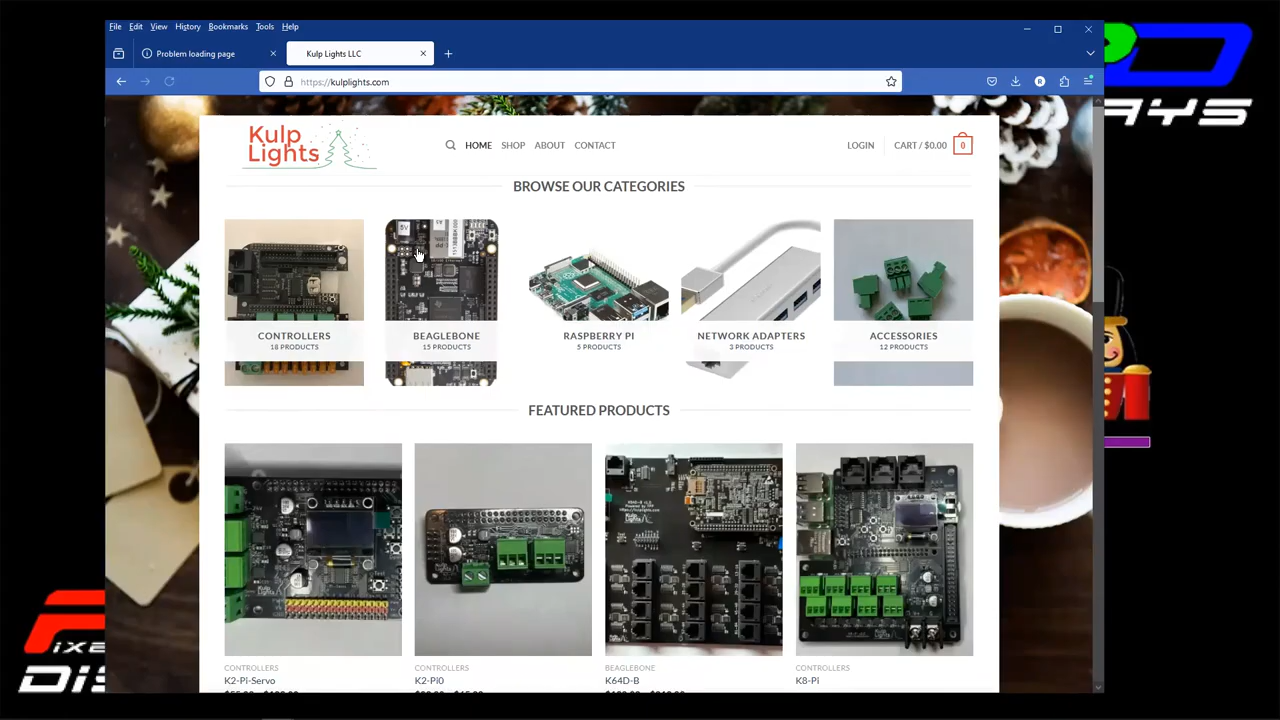 File Edit View History Bookmarks Tools Help
Problem loading page
Kulp Lights LLC
https://kulplights.com
Kulp
Lights
HOME SHOP ABOUT CONTACT
LOGIN CART / $0.00 0
BROWSE OUR CATEGORIES
CONTROLLERS
18 PRODUCTS
BEAGLEBONE
15 PRODUCTS
RASPBERRY PI
5 PRODUCTS
NETWORK ADAPTERS
3 PRODUCTS
ACCESSORIES
12 PRODUCTS
FEATURED PRODUCTS
CONTROLLERS
K2-Pi-Servo
CONTROLLERS
K2-Pi0
BEAGLEBONE
K64D-B
CONTROLLERS
K8-Pi